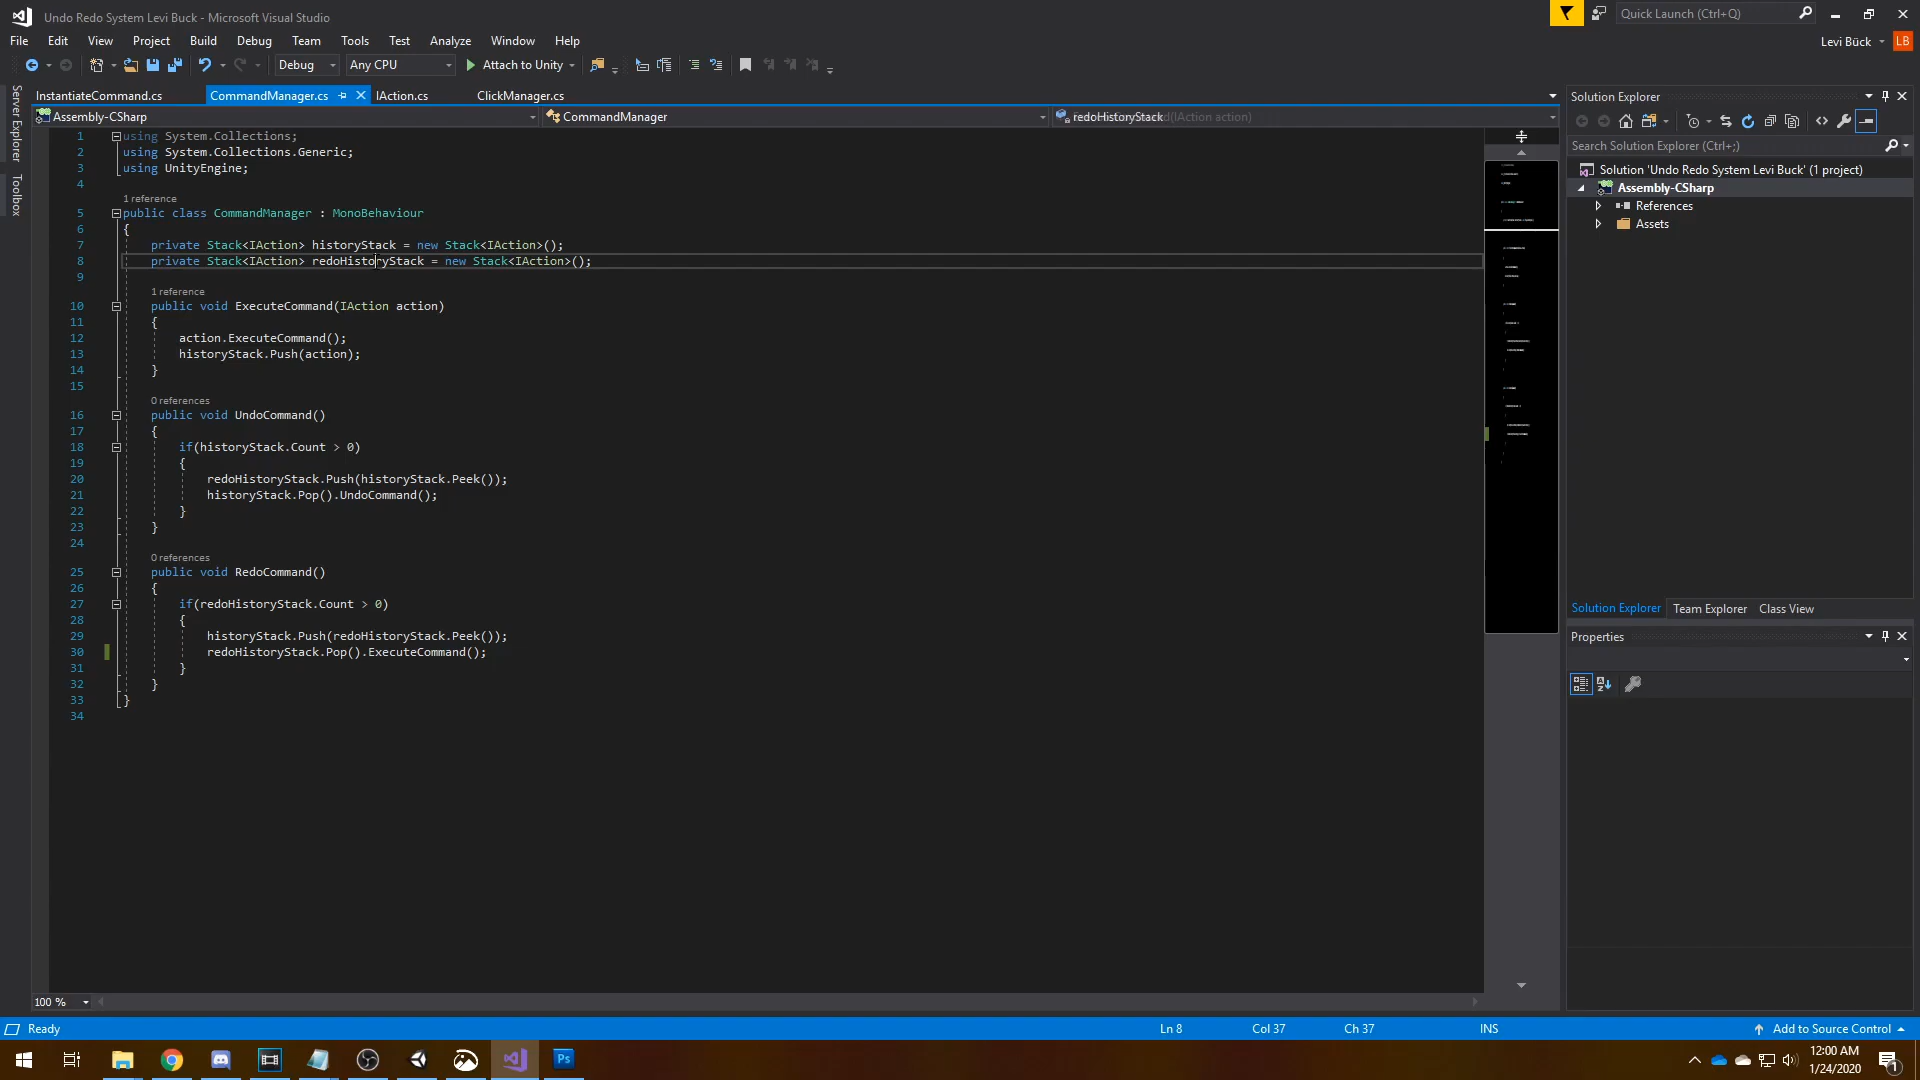 Undo Redo System Levi Buck - Microsoft Visual Studio
Quick Launch (Ctrl+Q)
File Edit View Project Build Debug Team Tools Test Analyze Window Help
Levi Bück LB
Debug Any CPU Attach to Unity
InstantiateCommand.cs CommandManager.cs IAction.cs ClickManager.cs
Assembly-CSharp CommandManager redoHistoryStack (IAction action)
Server Explorer
Toolbox
1 using System.Collections;
2 using System.Collections.Generic;
3 using UnityEngine;
4
1 reference
5 public class CommandManager : MonoBehaviour
6 {
7 private Stack<IAction> historyStack = new Stack<IAction>();
8 private Stack<IAction> redoHistoryStack = new Stack<IAction>();
9
1 reference
10 public void ExecuteCommand(IAction action)
11 {
12 action.ExecuteCommand();
13 historyStack.Push(action);
14 }
15
0 references
16 public void UndoCommand()
17 {
18 if(historyStack.Count > 0)
19 {
20 redoHistoryStack.Push(historyStack.Peek());
21 historyStack.Pop().UndoCommand();
22 }
23 }
24
0 references
25 public void RedoCommand()
26 {
27 if(redoHistoryStack.Count > 0)
28 {
29 historyStack.Push(redoHistoryStack.Peek());
30 redoHistoryStack.Pop().ExecuteCommand();
31 }
32 }
33 }
34
100 %
Solution Explorer
Search Solution Explorer (Ctrl+;)
Solution 'Undo Redo System Levi Buck' (1 project)
Assembly-CSharp
References
Assets
Solution Explorer Team Explorer Class View
Properties
Ready Ln 8 Col 37 Ch 37 INS Add to Source Control
Ps
12:00 AM
1/24/2020
1